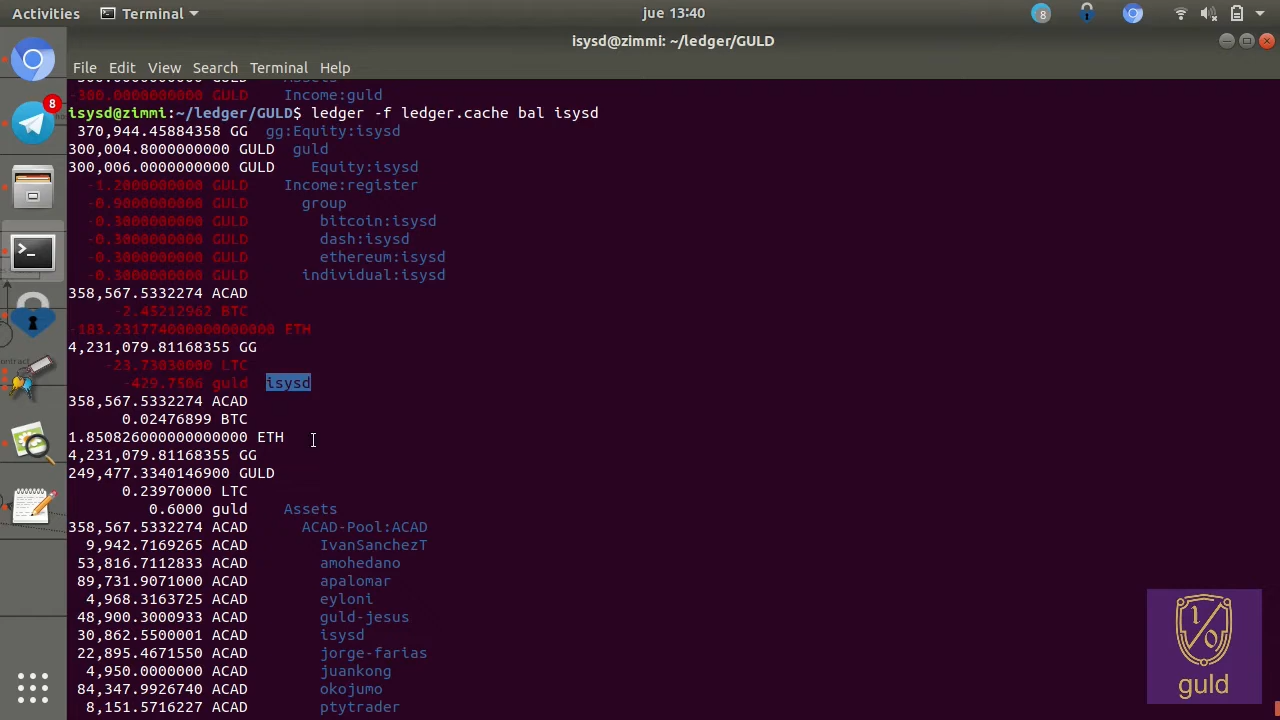 Activities
Terminal
jue 13:40
8
isysd@zimmi: ~/ledger/GULD
File Edit View Search Terminal Help
-300.0000000000 GULD Income:guld
isysd@zimmi:~/ledger/GULD$ ledger -f ledger.cache bal isysd
370,944.45884358 GG gg:Equity:isysd
300,004.8000000000 GULD guld
300,006.0000000000 GULD Equity:isysd
-1.2000000000 GULD Income:register
-0.9000000000 GULD group
-0.3000000000 GULD bitcoin:isysd
-0.3000000000 GULD dash:isysd
-0.3000000000 GULD ethereum:isysd
-0.3000000000 GULD individual:isysd
358,567.5332274 ACAD
-2.45212962 BTC
-183.231774000000000000 ETH
4,231,079.81168355 GG
-23.73030000 LTC
-429.7506 guld isysd
358,567.5332274 ACAD
0.02476899 BTC
1.850826000000000000 ETH
4,231,079.81168355 GG
249,477.3340146900 GULD
0.23970000 LTC
0.6000 guld Assets
358,567.5332274 ACAD ACAD-Pool:ACAD
9,942.7169265 ACAD IvanSanchezT
53,816.7112833 ACAD amohedano
89,731.9071000 ACAD apalomar
4,968.3163725 ACAD eyloni
48,900.3000933 ACAD guld-jesus
30,862.5500001 ACAD isysd
22,895.4671550 ACAD jorge-farias
4,950.0000000 ACAD juankong
84,347.9926740 ACAD okojumo
8,151.5716227 ACAD ptytrader
8
1/0
guld